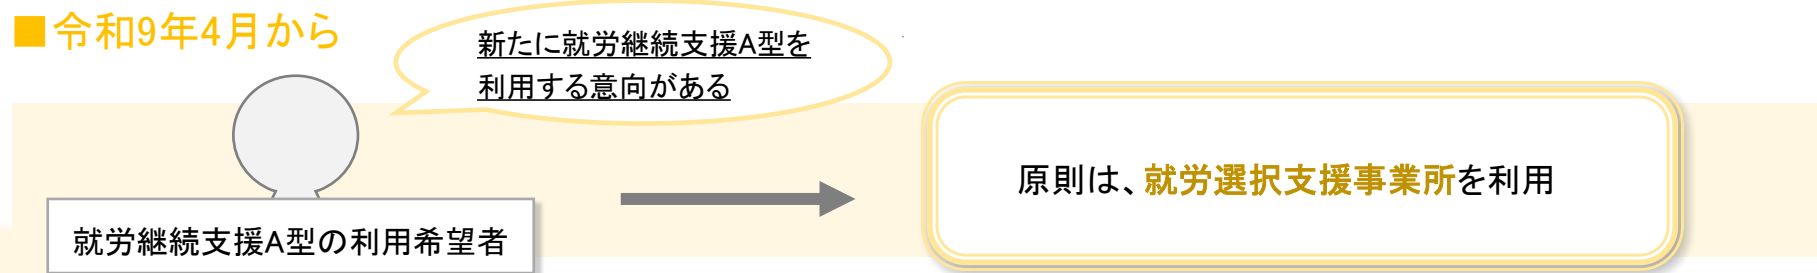 ■令和9年4月から
新たに就労継続支援A型を
利用する意向がある
原則は、就労選択支援事業所を利用
就労継続支援A型の利用希望者